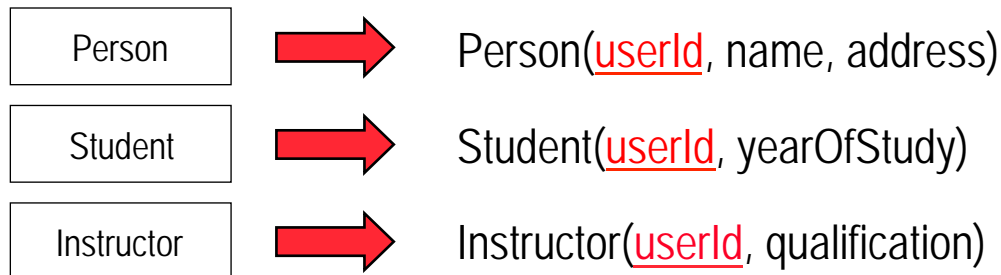 Person Person(userId, name, address)
Student Student(userId, yearOfStudy)
Instructor Instructor(userId, qualification)